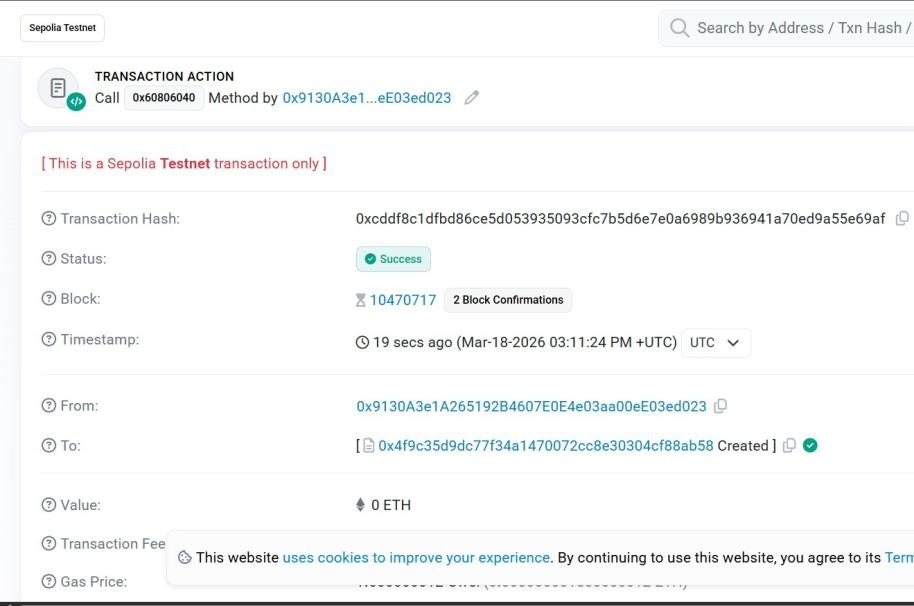 Sepolia Testnet
Search by Address / Txn Hash /
TRANSACTION ACTION
Call 0x60806040 Method by 0x9130A3e1...eE03ed023
[ This is a Sepolia Testnet transaction only ]
Transaction Hash: 0xcddf8c1dfbd86ce5d053935093cfc7b5d6e7e0a6989b936941a70ed9a55e69af
Status: Success
Block: 10470717 2 Block Confirmations
Timestamp: 19 secs ago (Mar-18-2026 03:11:24 PM +UTC) UTC
From: 0x9130A3e1A265192B4607E0E4e03aa00eE03ed023
To: [ 0x4f9c35d9dc77f34a1470072cc8e30304cf88ab58 Created ]
Value: 0 ETH
Transaction Fee
This website uses cookies to improve your experience. By continuing to use this website, you agree to its Term
Gas Price: